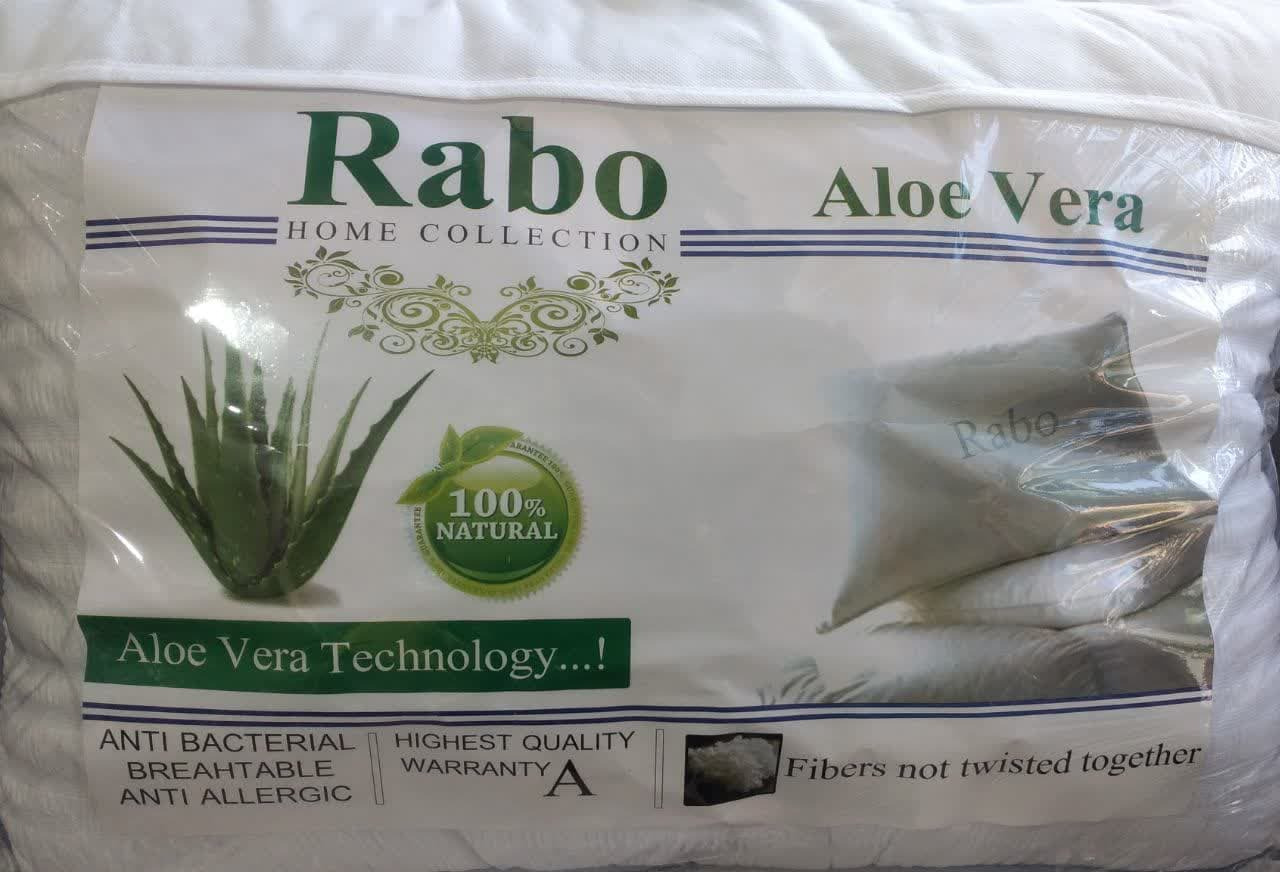 Rabo
HOME COLLECTION
Aloe Vera
Rabo
100%
NATURAL
Aloe Vera Technology...!
ANTI BACTERIAL
BREAHTABLE
ANTI ALLERGIC
HIGHEST QUALITY
WARRANTY A
Fibers not twisted together